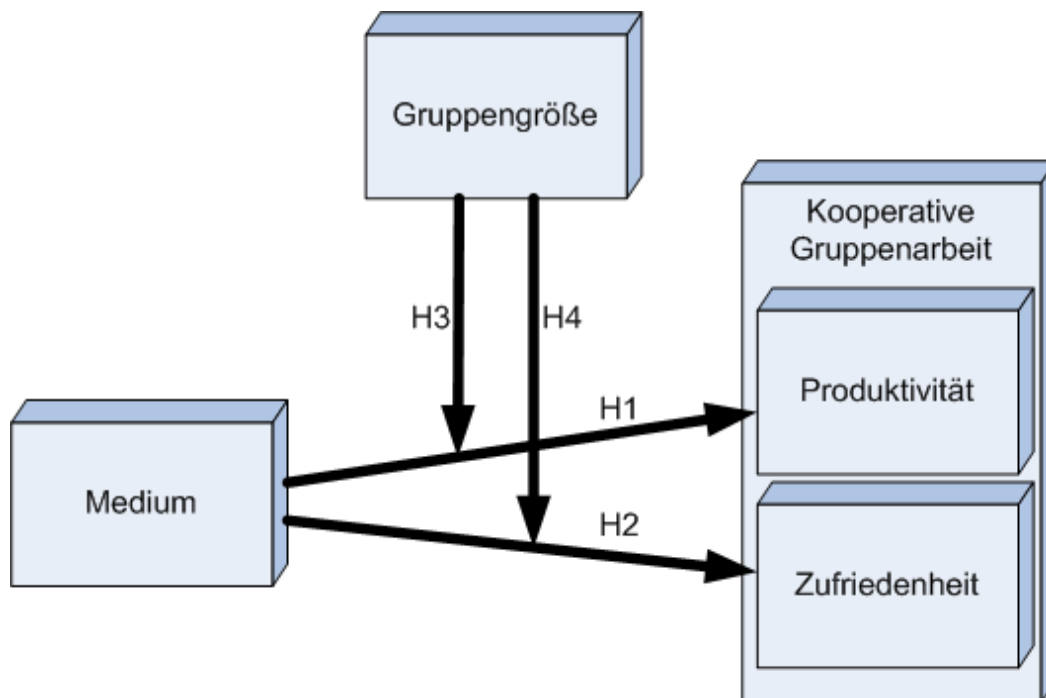 Gruppengröße
Kooperative
Gruppenarbeit
H3
H4
Produktivität
H1
Medium
H2
Zufriedenheit